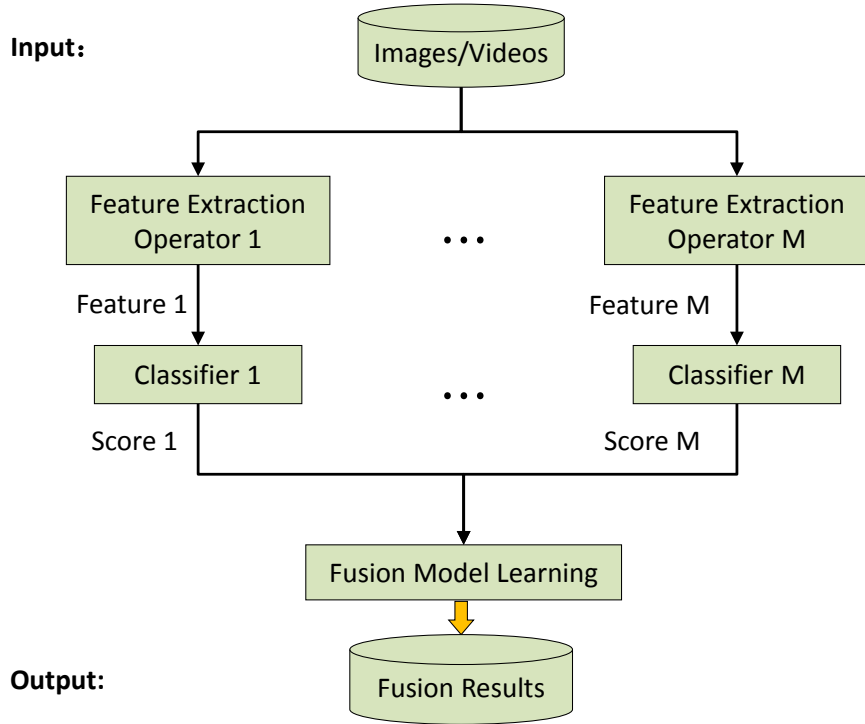 Input：
Images/Videos
Feature Extraction
Operator 1
...
Feature Extraction
Operator M
Feature 1
Feature M
Classifier 1
...
Classifier M
Score 1
Score M
Fusion Model Learning
Output:
Fusion Results